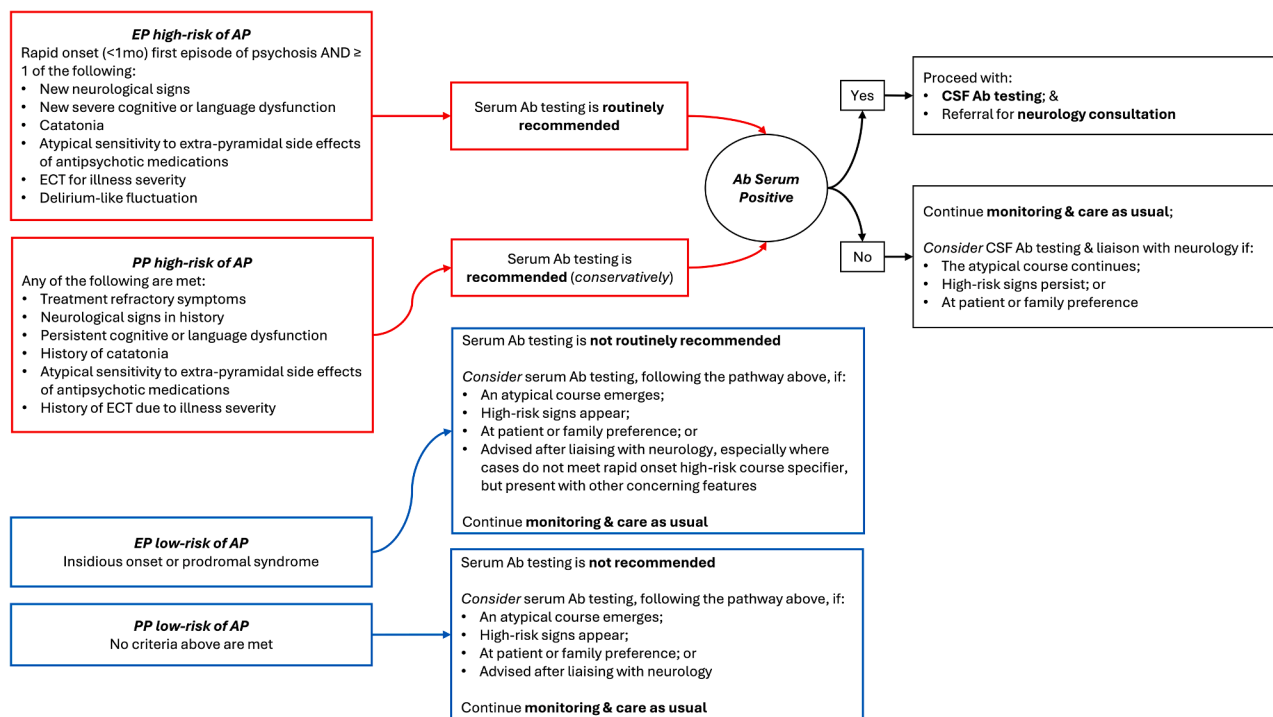 EP high-risk of AP
Rapid onset (<1mo) first episode of psychosis AND ≥
1 of the following:
• New neurological signs
• New severe cognitive or language dysfunction
• Catatonia
• Atypical sensitivity to extra-pyramidal side effects
of antipsychotic medications
• ECT for illness severity
• Delirium-like fluctuation
Serum Ab testing is routinely
recommended
PP high-risk of AP
Any of the following are met:
• Treatment refractory symptoms
• Neurological signs in history
• Persistent cognitive or language dysfunction
• History of catatonia
• Atypical sensitivity to extra-pyramidal side effects
of antipsychotic medications
• History of ECT due to illness severity
Serum Ab testing is
recommended (conservatively)
Ab Serum
Positive
Yes
Proceed with:
• CSF Ab testing; &
• Referral for neurology consultation
No
Continue monitoring & care as usual;
Consider CSF Ab testing & liaison with neurology if:
• The atypical course continues;
• High-risk signs persist; or
• At patient or family preference
EP low-risk of AP
Insidious onset or prodromal syndrome
Serum Ab testing is not routinely recommended
Consider serum Ab testing, following the pathway above, if:
• An atypical course emerges;
• High-risk signs appear;
• At patient or family preference; or
• Advised after liaising with neurology, especially where
cases do not meet rapid onset high-risk course specifier,
but present with other concerning features
Continue monitoring & care as usual
PP low-risk of AP
No criteria above are met
Serum Ab testing is not recommended
Consider serum Ab testing, following the pathway above, if:
• An atypical course emerges;
• High-risk signs appear;
• At patient or family preference; or
• Advised after liaising with neurology
Continue monitoring & care as usual